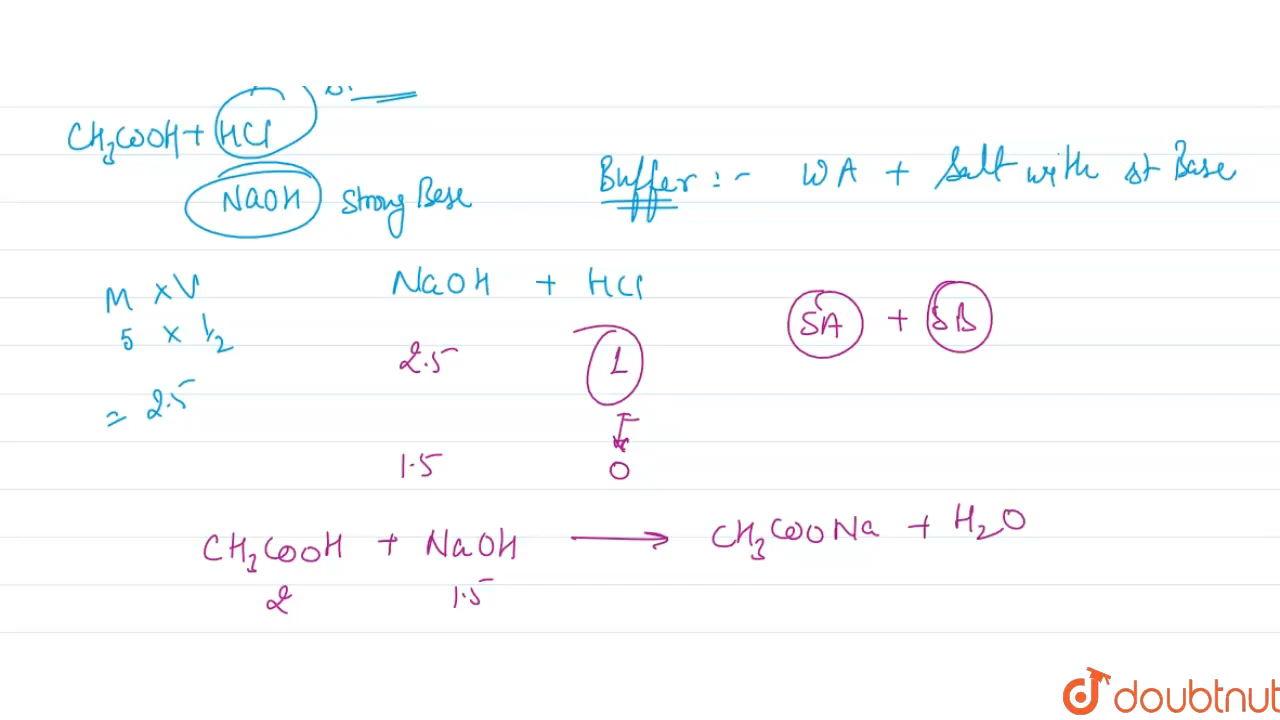 CH3COOH + HCl
Buffer :- WA + Salt with st Base
NaOH Strong Base
NaOH + HCl
M × V
SA + SB
5 × 1/2
2.5 1
= 2.5
1.5 0
CH3COOH + NaOH → CH3COONa + H2O
2 1.5
doubtnut